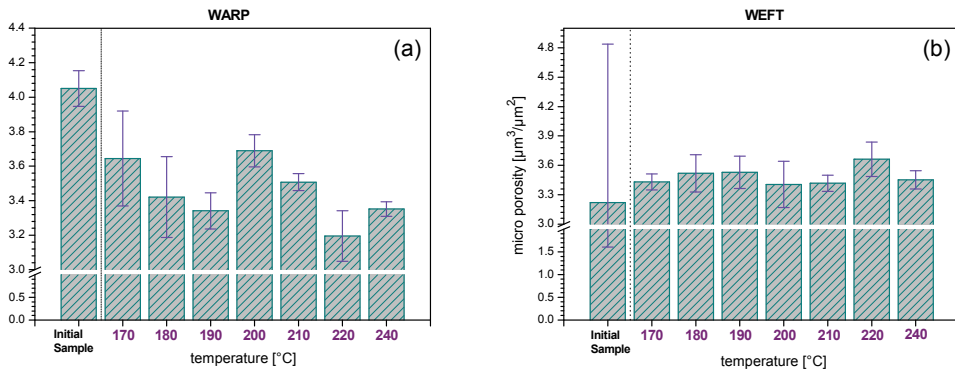 WARP
(a)
4.4
4.2
4.0
3.8
3.6
3.4
3.2
3.0
0.5
0.0
Initial
Sample
170 180 190 200 210 220 240
temperature [°C]
WEFT
(b)
micro porosity [μm³/μm²]
4.8
4.5
4.2
3.9
3.6
3.3
3.0
1.5
1.0
0.5
0.0
Initial
Sample
170 180 190 200 210 220 240
temperature [°C]